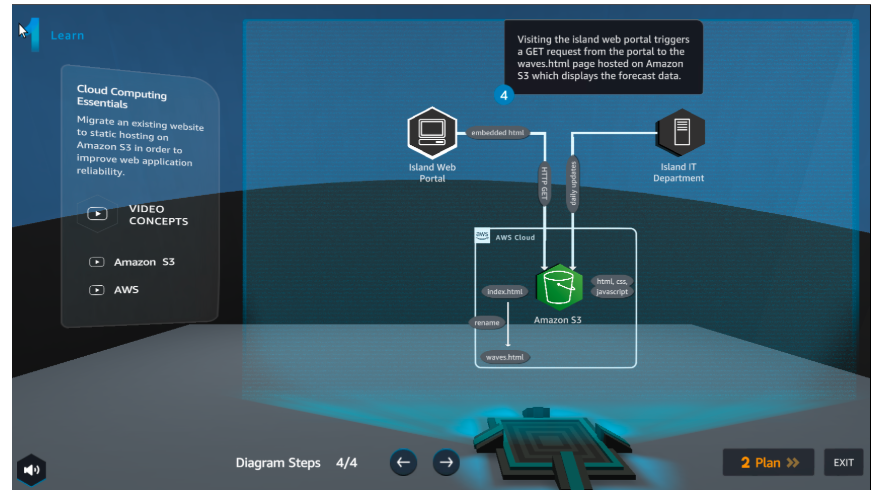 1 Learn
Cloud Computing
Essentials
Migrate an existing website
to static hosting on
Amazon S3 in order to
improve web application
reliability.
VIDEO
CONCEPTS
Amazon S3
AWS
Visiting the island web portal triggers
a GET request from the portal to the
waves.html page hosted on Amazon
S3 which displays the forecast data.
4
embedded html
Island Web
Portal
HTTP GET
daily updates
Island IT
Department
aws AWS Cloud
index.html
html, css,
javascript
Amazon S3
rename
waves.html
Diagram Steps 4/4
2 Plan
EXIT